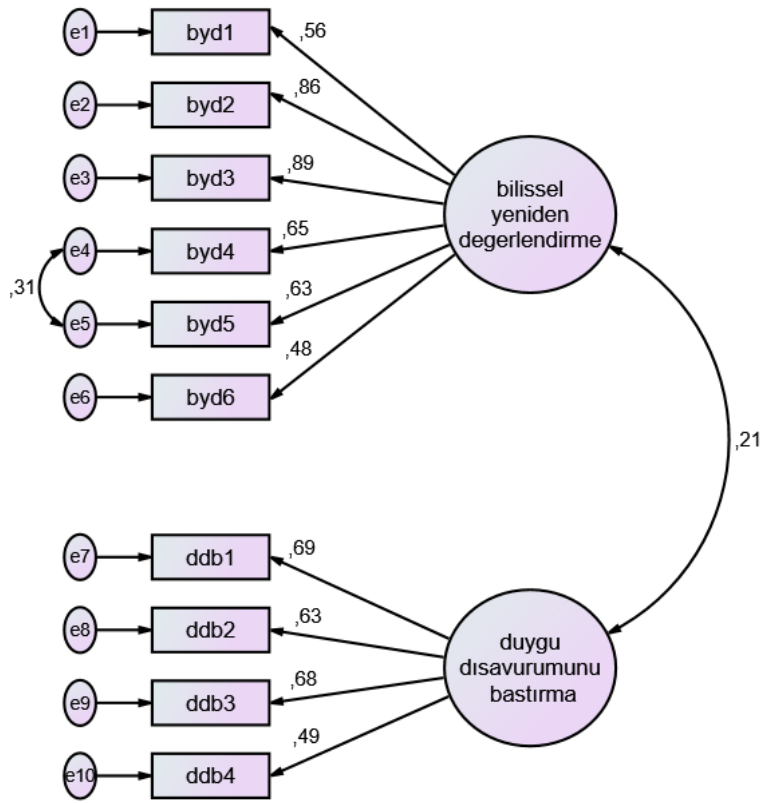 e1
byd1
,56
e2
byd2
,86
e3
byd3
,89
e4
byd4
,65
,31
e5
byd5
,63
e6
byd6
,48
bilissel
yeniden
degerlendirme
,21
e7
ddb1
,69
e8
ddb2
,63
e9
ddb3
,68
e10
ddb4
,49
duygu
dısavurumunu
bastırma